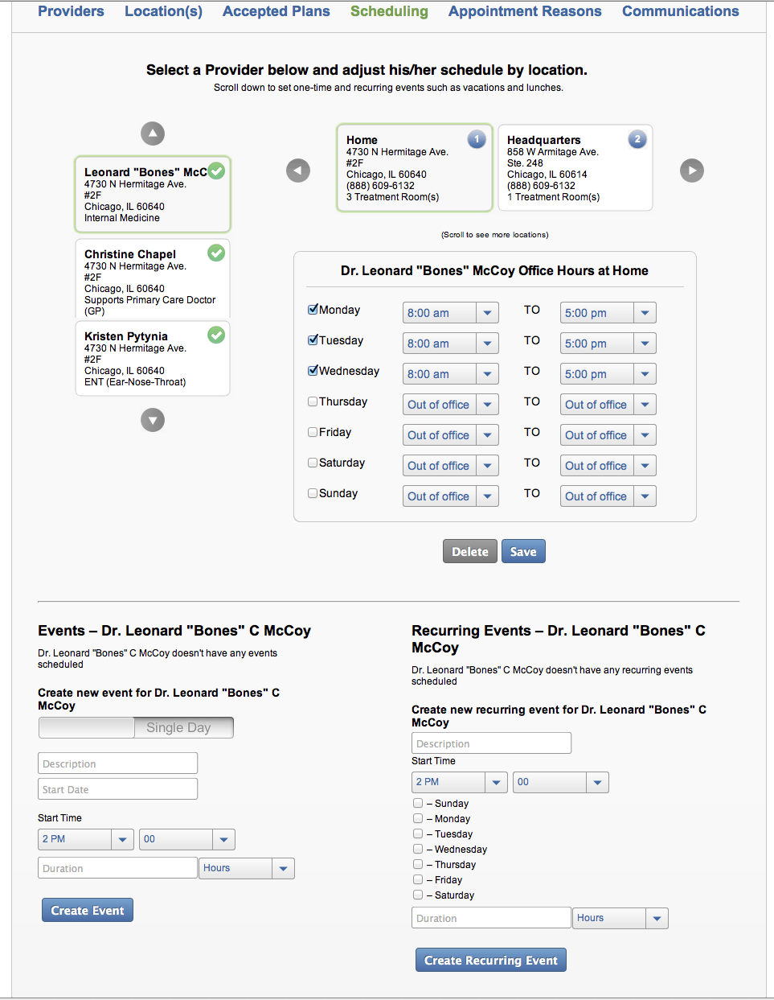 Providers Location(s) Accepted Plans Scheduling Appointment Reasons Communications
Select a Provider below and adjust his/her schedule by location.
Scroll down to set one-time and recurring events such as vacations and lunches.
Leonard "Bones" McC
4730 N Hermitage Ave.
#2F
Chicago, IL 60640
Internal Medicine
Christine Chapel
4730 N Hermitage Ave.
#2F
Chicago, IL 60640
Supports Primary Care Doctor
(GP)
Kristen Pytynia
4730 N Hermitage Ave.
#2F
Chicago, IL 60640
ENT (Ear-Nose-Throat)
Home 1
4730 N Hermitage Ave.
#2F
Chicago, IL 60640
(888) 609-6132
3 Treatment Room(s)
Headquarters 2
858 W Armitage Ave.
Ste. 248
Chicago, IL 60614
(888) 609-6132
1 Treatment Room(s)
(Scroll to see more locations)
Dr. Leonard "Bones" McCoy Office Hours at Home
Monday 8:00 am TO 5:00 pm
Tuesday 8:00 am TO 5:00 pm
Wednesday 8:00 am TO 5:00 pm
Thursday Out of office TO Out of office
Friday Out of office TO Out of office
Saturday Out of office TO Out of office
Sunday Out of office TO Out of office
Delete Save
Events – Dr. Leonard "Bones" C McCoy
Dr. Leonard "Bones" C McCoy doesn't have any events
scheduled
Create new event for Dr. Leonard "Bones" C
McCoy
Single Day
Description
Start Date
Start Time
2 PM 00
Duration Hours
Create Event
Recurring Events – Dr. Leonard "Bones" C
McCoy
Dr. Leonard "Bones" C McCoy doesn't have any recurring events
scheduled
Create new recurring event for Dr. Leonard "Bones" C
McCoy
Description
Start Time
2 PM 00
– Sunday
– Monday
– Tuesday
– Wednesday
– Thursday
– Friday
– Saturday
Duration Hours
Create Recurring Event